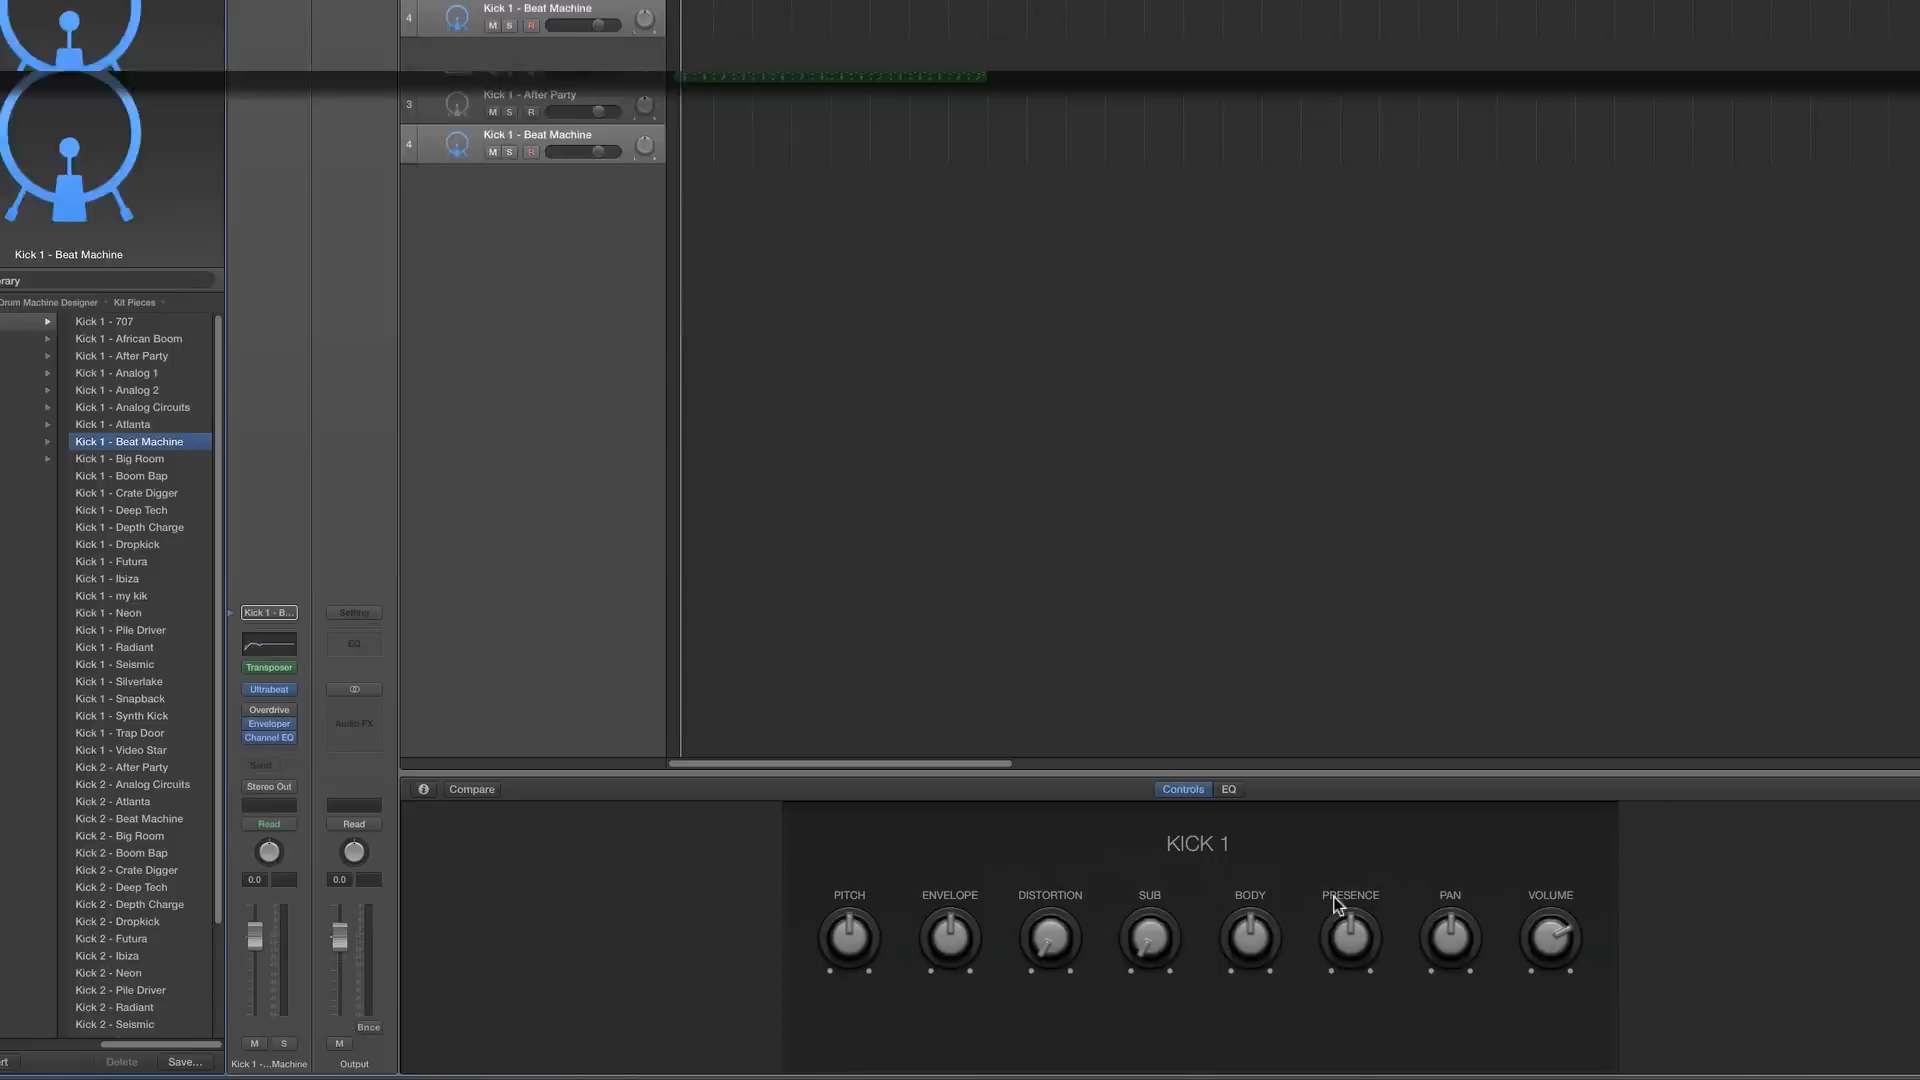 4
Kick 1 - Beat Machine
M S R
3
Kick 1 - After Party
M S R
4
Kick 1 - Beat Machine
M S R
Kick 1 - Beat Machine
rary
Drum Machine Designer
Kit Pieces
Kick 1 - 707
Kick 1 - African Boom
Kick 1 - After Party
Kick 1 - Analog 1
Kick 1 - Analog 2
Kick 1 - Analog Circuits
Kick 1 - Atlanta
Kick 1 - Beat Machine
Kick 1 - Big Room
Kick 1 - Boom Bap
Kick 1 - Crate Digger
Kick 1 - Deep Tech
Kick 1 - Depth Charge
Kick 1 - Dropkick
Kick 1 - Futura
Kick 1 - Ibiza
Kick 1 - my kik
Kick 1 - Neon
Kick 1 - Pile Driver
Kick 1 - Radiant
Kick 1 - Seismic
Kick 1 - Silverlake
Kick 1 - Snapback
Kick 1 - Synth Kick
Kick 1 - Trap Door
Kick 1 - Video Star
Kick 2 - After Party
Kick 2 - Analog Circuits
Kick 2 - Atlanta
Kick 2 - Beat Machine
Kick 2 - Big Room
Kick 2 - Boom Bap
Kick 2 - Crate Digger
Kick 2 - Deep Tech
Kick 2 - Depth Charge
Kick 2 - Dropkick
Kick 2 - Futura
Kick 2 - Ibiza
Kick 2 - Neon
Kick 2 - Pile Driver
Kick 2 - Radiant
Kick 2 - Seismic
rt
Delete
Save...
Kick 1 - B...
Transposer
Ultrabeat
Overdrive
Enveloper
Channel EQ
Send
Stereo Out
Read
0.0
M S
Kick 1 -...Machine
Setting
EQ
Audio FX
Read
0.0
Bnce
M
Output
Compare
Controls
EQ
KICK 1
PITCH
ENVELOPE
DISTORTION
SUB
BODY
PRESENCE
PAN
VOLUME